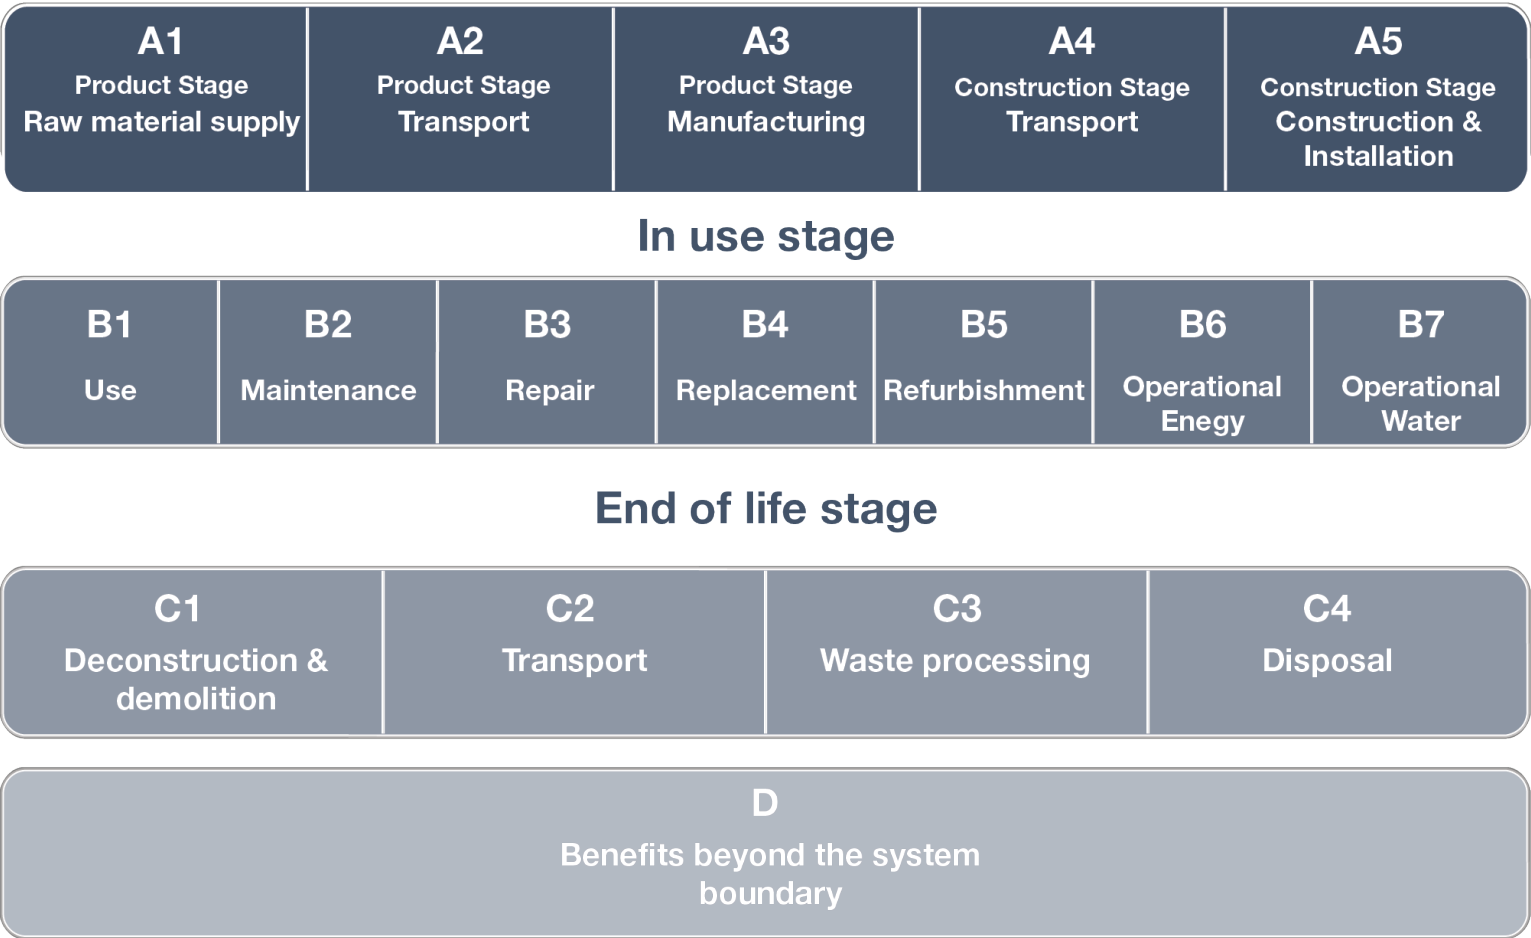 A1
Product Stage
Raw material supply
A2
Product Stage
Transport
A3
Product Stage
Manufacturing
A4
Construction Stage
Transport
A5
Construction Stage
Construction &
Installation
In use stage
B1
Use
B2
Maintenance
B3
Repair
B4
Replacement
B5
Refurbishment
B6
Operational
Enegy
B7
Operational
Water
End of life stage
C1
Deconstruction &
demolition
C2
Transport
C3
Waste processing
C4
Disposal
D
Benefits beyond the system
boundary